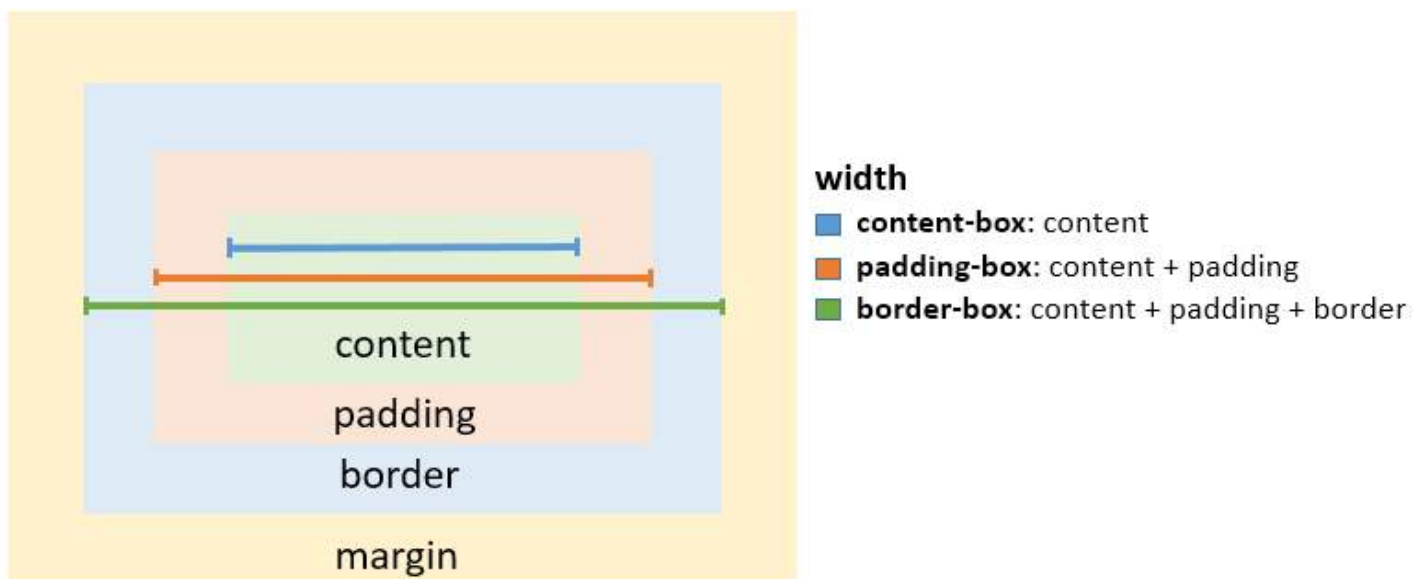 content
padding
border
margin
width
content-box: content
padding-box: content + padding
border-box: content + padding + border